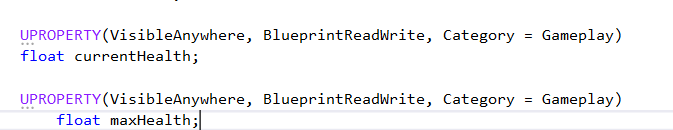 UPROPERTY(VisibleAnywhere, BlueprintReadWrite, Category = Gameplay)
float currentHealth;
UPROPERTY(VisibleAnywhere, BlueprintReadWrite, Category = Gameplay)
float maxHealth;